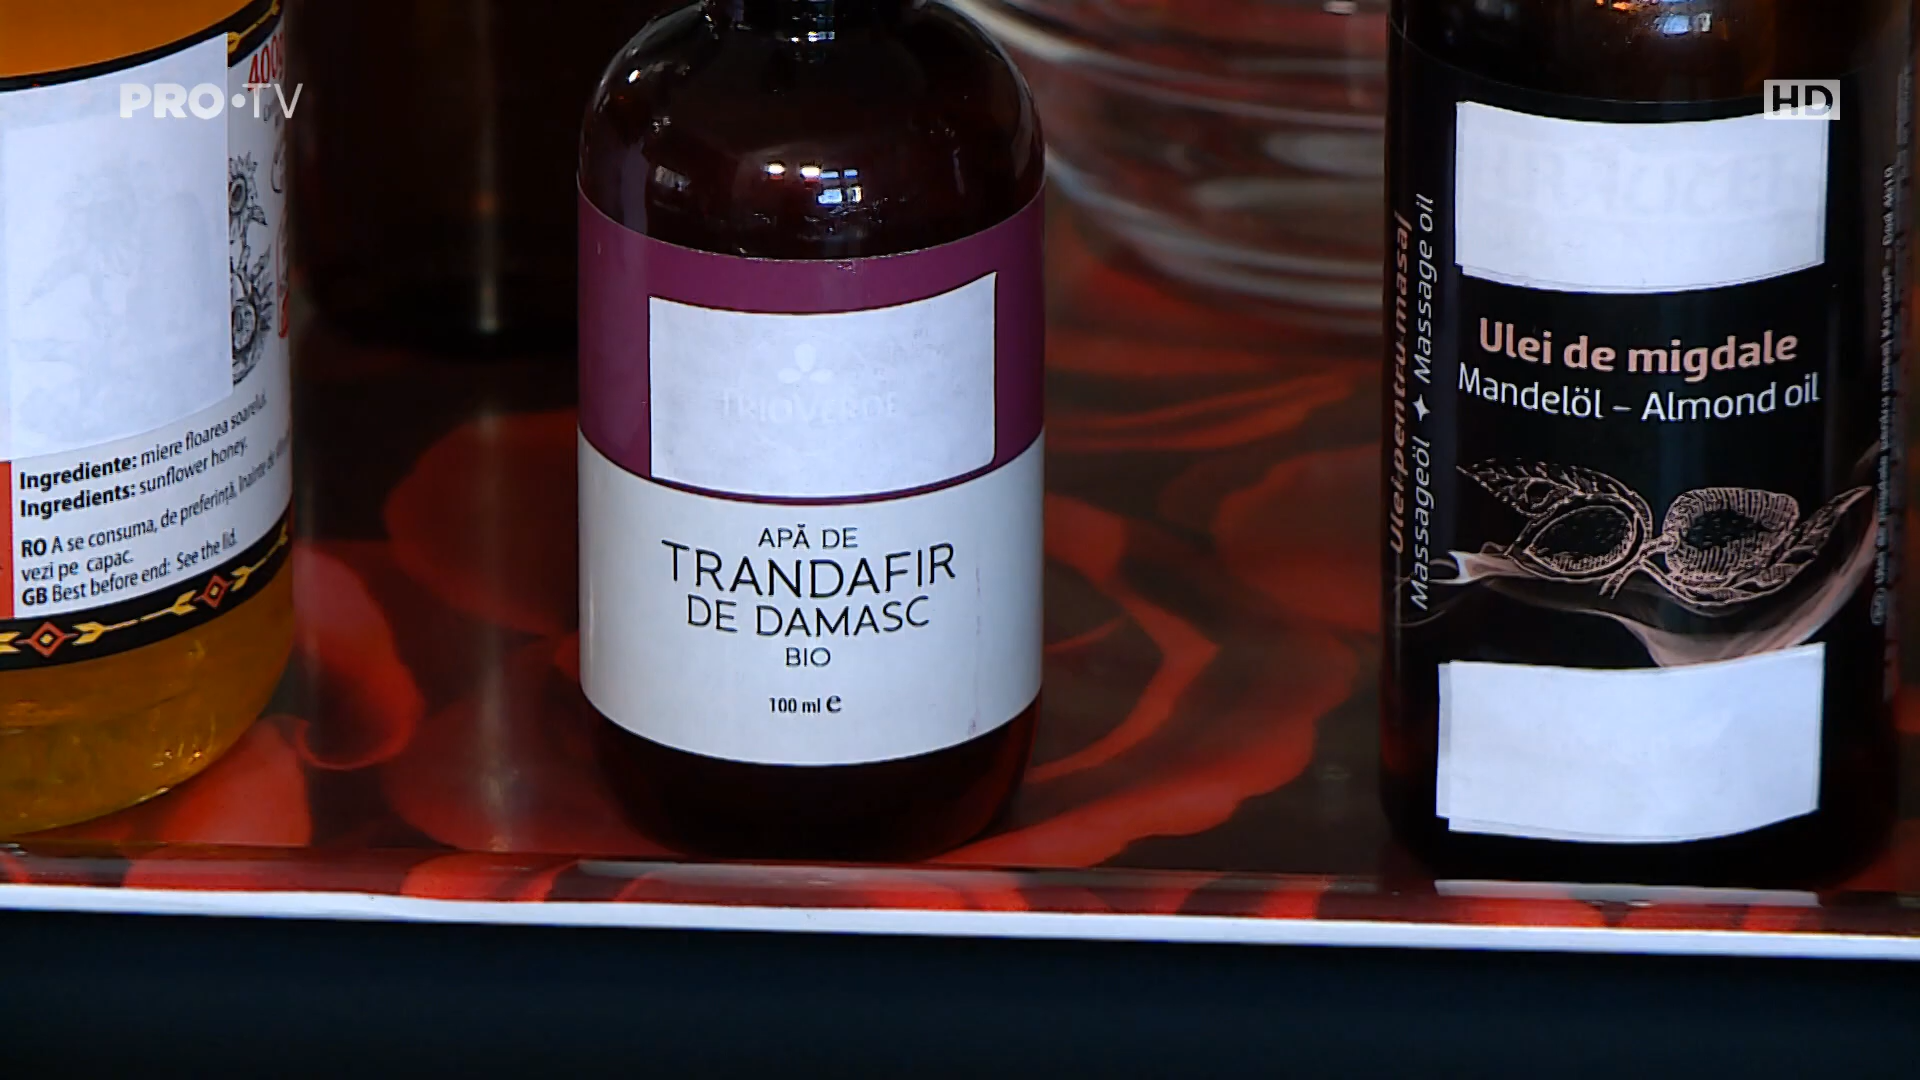 PRO•TV
HD
400g
Ingrediente: miere floarea soarelui.
Ingredients: sunflower honey.
RO A se consuma, de preferință, înainte de
vezi pe capac.
GB Best before end: See the lid.
TRIOVERDE
APĂ DE
TRANDAFIR
DE DAMASC
BIO
100 ml e
Ulei pentru masaj
Massageöl ✦ Massage oil
Ulei de migdale
Mandelöl – Almond oil